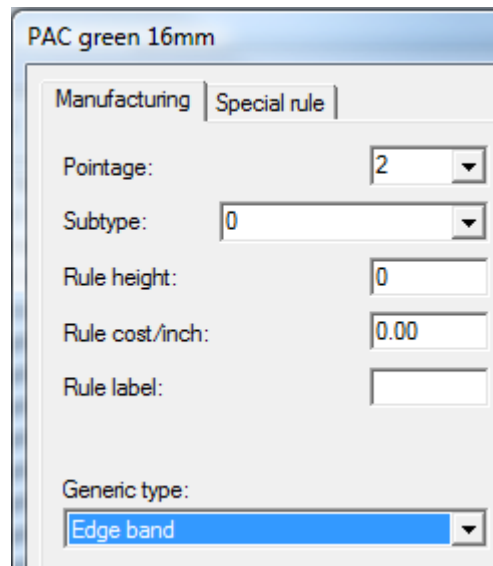 PAC green 16mm
Manufacturing Special rule
Pointage: 2
Subtype: 0
Rule height: 0
Rule cost/inch: 0.00
Rule label:
Generic type:
Edge band